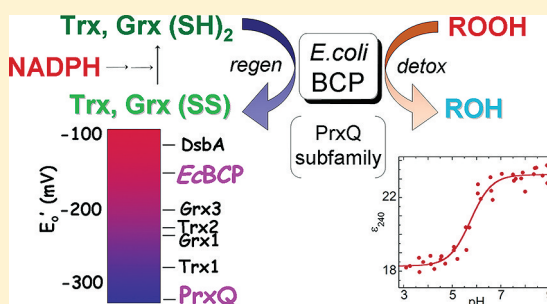 Trx, Grx (SH)2
ROOH
E.coli
BCP
NADPH
regen
detox
Trx, Grx (SS)
ROH
PrxQ
subfamily
-100
DsbA
EcBCP
Eo' (mV)
-200
Grx3
Trx2
Grx1
Trx1
-300
PrxQ
ε240
22
18
3
5
7
pH